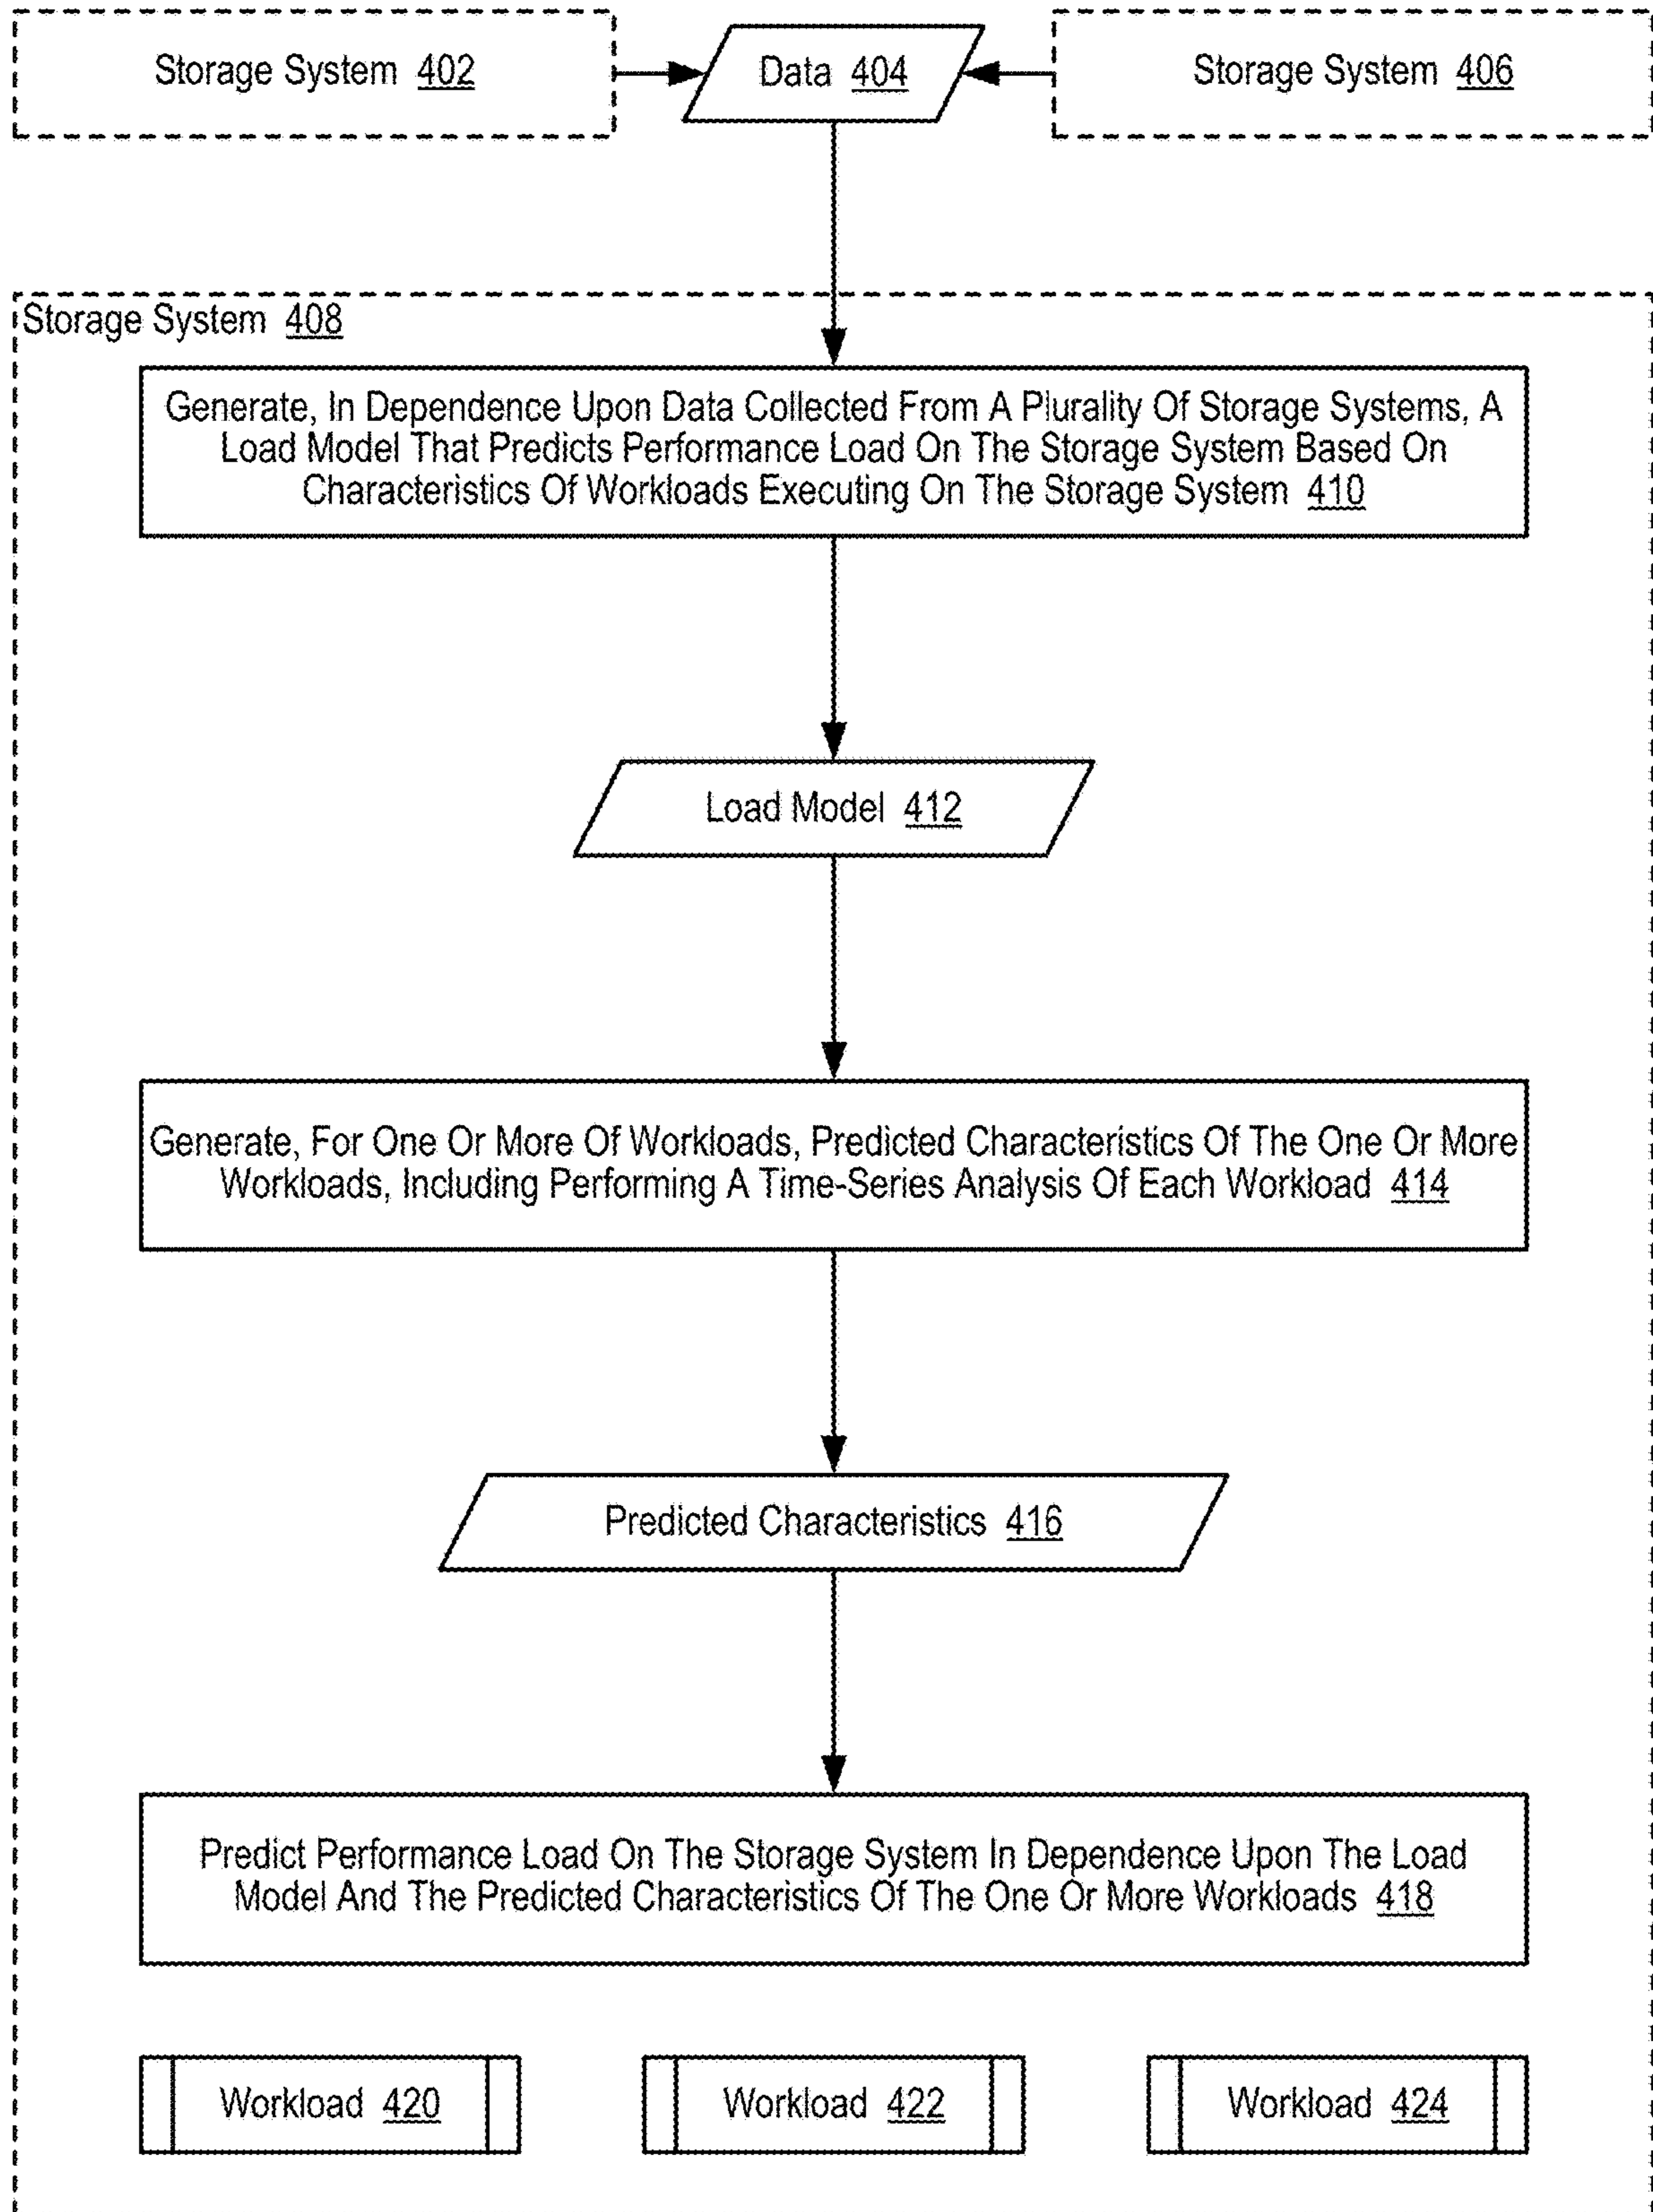 Storage System 402
Data 404
Storage System 406
Storage System 408
Generate, In Dependence Upon Data Collected From A Plurality Of Storage Systems, A
Load Model That Predicts Performance Load On The Storage System Based On
Characteristics Of Workloads Executing On The Storage System 410
Load Model 412
Generate, For One Or More Of Workloads, Predicted Characteristics Of The One Or More
Workloads, Including Performing A Time-Series Analysis Of Each Workload 414
Predicted Characteristics 416
Predict Performance Load On The Storage System In Dependence Upon The Load
Model And The Predicted Characteristics Of The One Or More Workloads 418
Workload 420
Workload 422
Workload 424